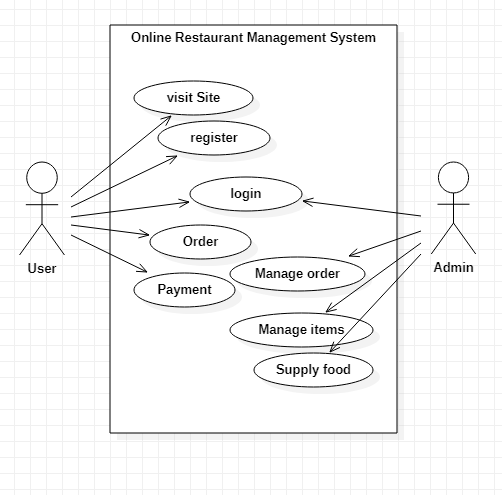 Online Restaurant Management System
visit Site
register
login
Order
Manage order
Payment
Manage items
Supply food
User
Admin